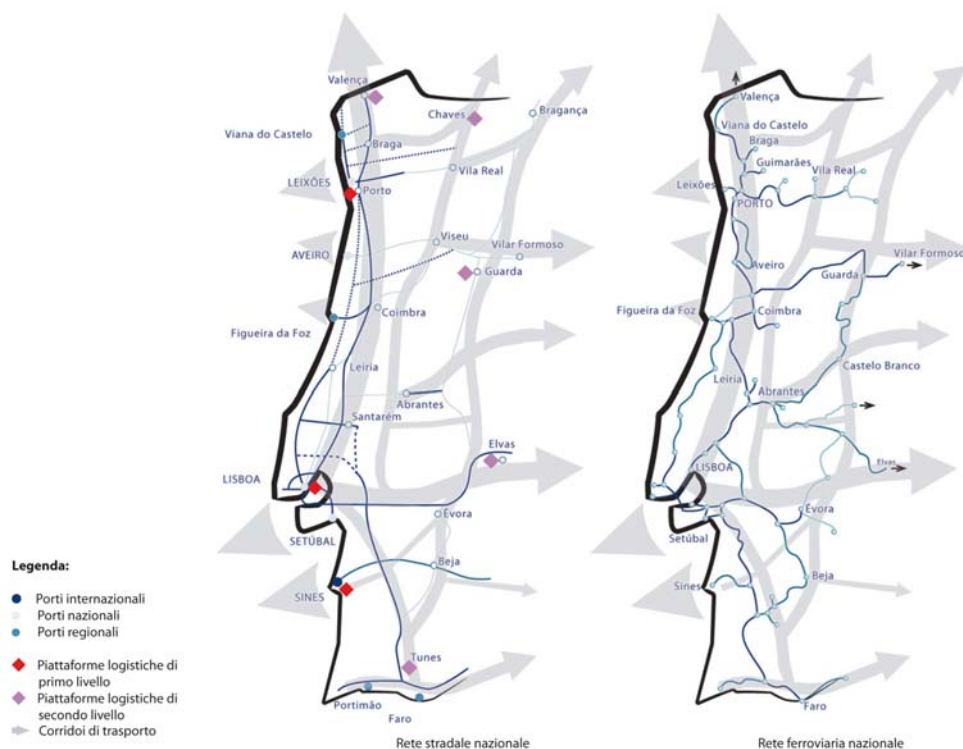 Valença
Chaves
Bragança
Viana do Castelo
Braga
LEIXÕES
Vila Real
Porto
Viseu
Vilar Formoso
AVEIRO
Guarda
Coimbra
Figueira da Foz
Leiria
Abrantes
Santarém
Elvas
LISBOA
Évora
SETÚBAL
Beja
SINES
Tunes
Portimão
Faro
Rete stradale nazionale
Valença
Viana do Castelo
Braga
Guimarães
Leixões
Vila Real
PORTO
Vilar Formoso
Aveiro
Guarda
Figueira da Foz
Coimbra
Castelo Branco
Leiria
Abrantes
LISBOA
Elvas
Évora
Setúbal
Sines
Beja
Faro
Rete ferroviaria nazionale
Legenda:
Porti internazionali
Porti nazionali
Porti regionali
Piattaforme logistiche di
primo livello
Piattaforme logistiche di
secondo livello
Corridoi di trasporto